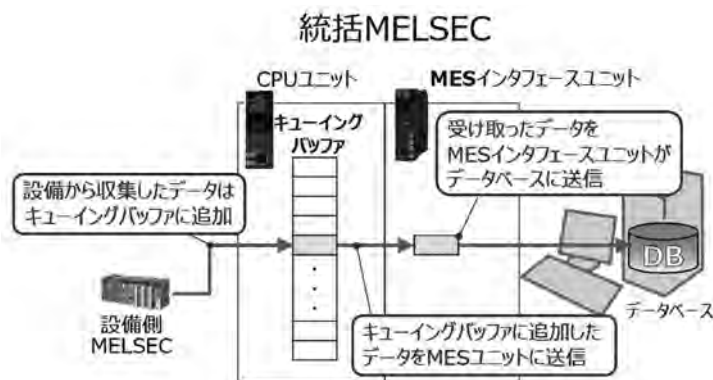 統括MELSEC
CPUユニット
MESインタフェースユニット
キューイング
バッファ
受け取ったデータを
MESインタフェースユニットが
データベースに送信
設備から収集したデータは
キューイングバッファに追加
DB
データベース
設備側
MELSEC
キューイングバッファに追加した
データをMESユニットに送信